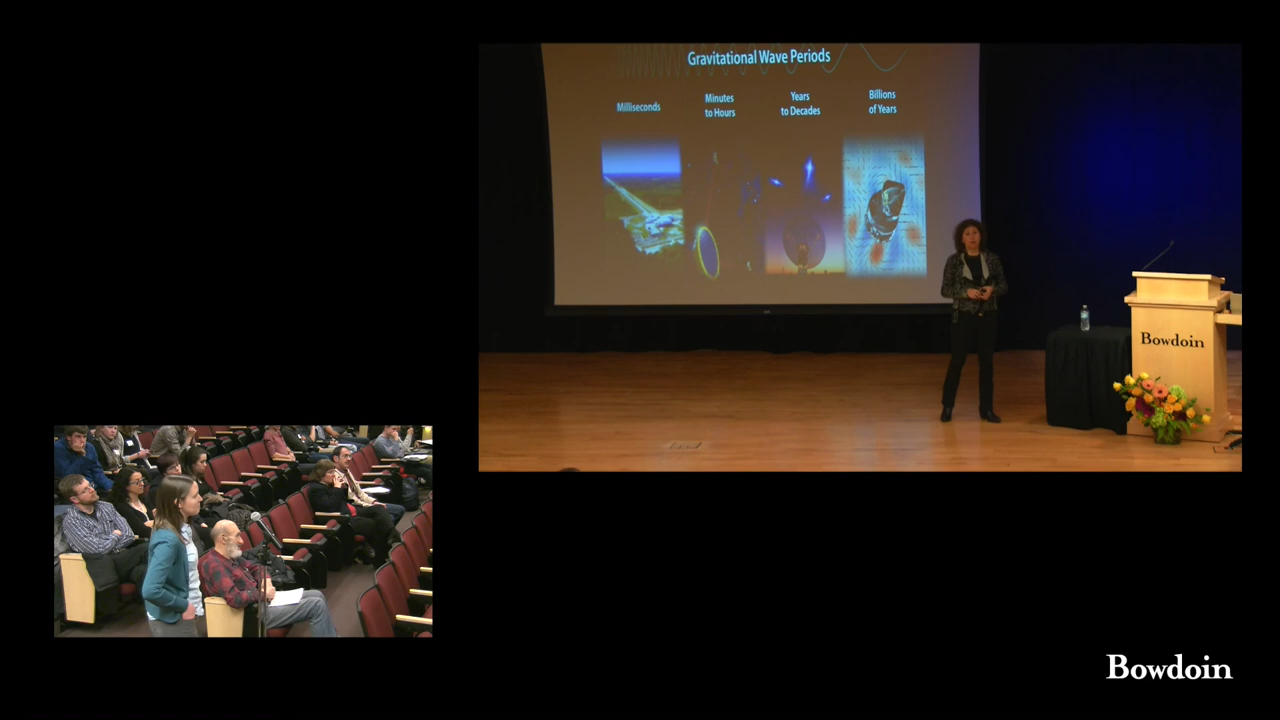 Gravitational Wave Periods
Milliseconds
Minutes
to Hours
Years
to Decades
Billions
of Years
Bowdoin
Bowdoin